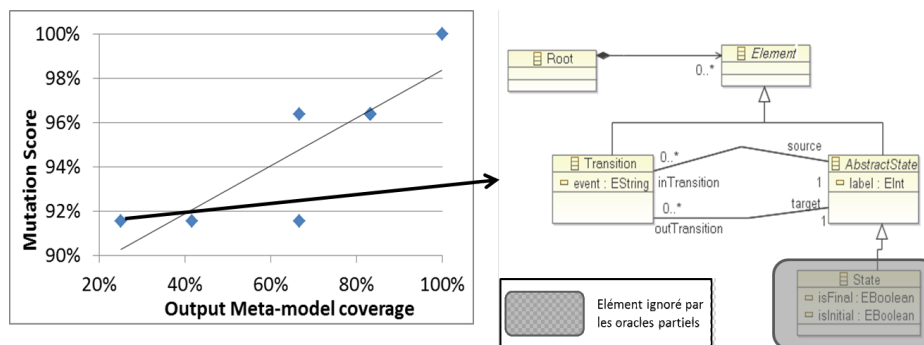 100%
98%
96%
94%
92%
90%
Mutation Score
20% 40% 60% 80% 100%
Output Meta-model coverage
Root
Element
0..*
Transition
event : EString
0..*
inTransition
source
1
AbstractState
label : EInt
0..*
outTransition
target
1
State
isFinal : EBoolean
isInitial : EBoolean
Elément ignoré par
les oracles partiels